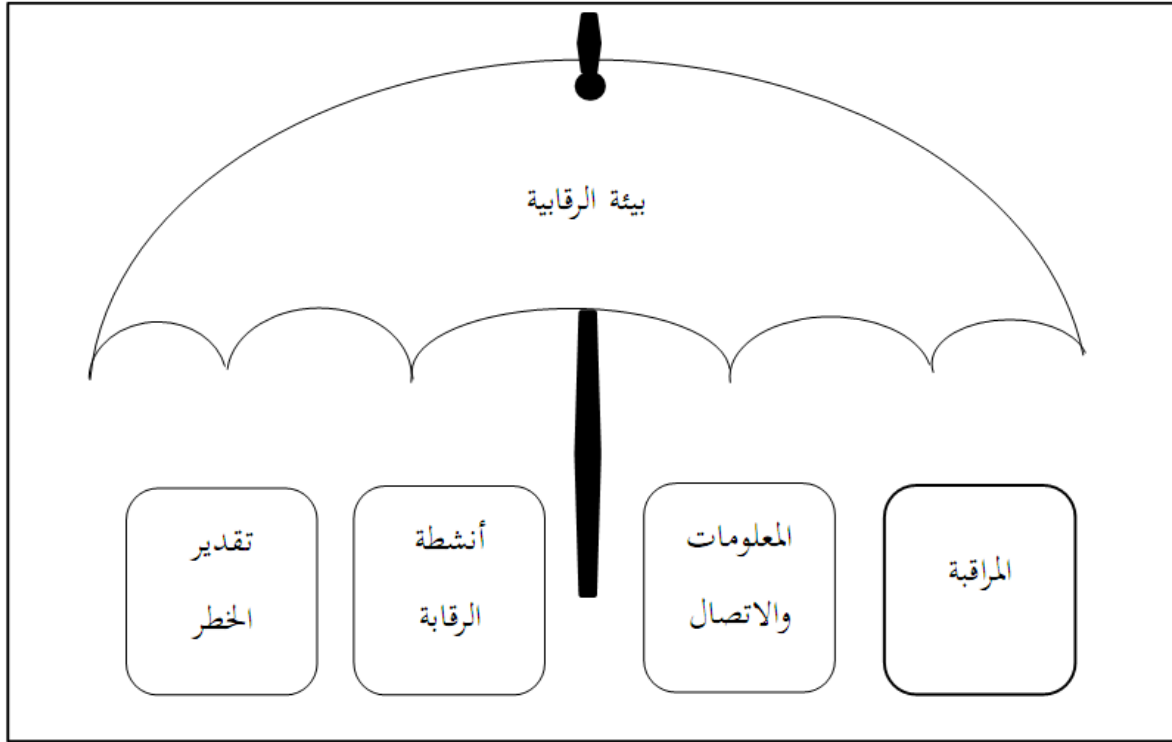 بيئة الرقابية
المراقبة
المعلومات
والاتصال
أنشطة
الرقابة
تقدير
الخطر